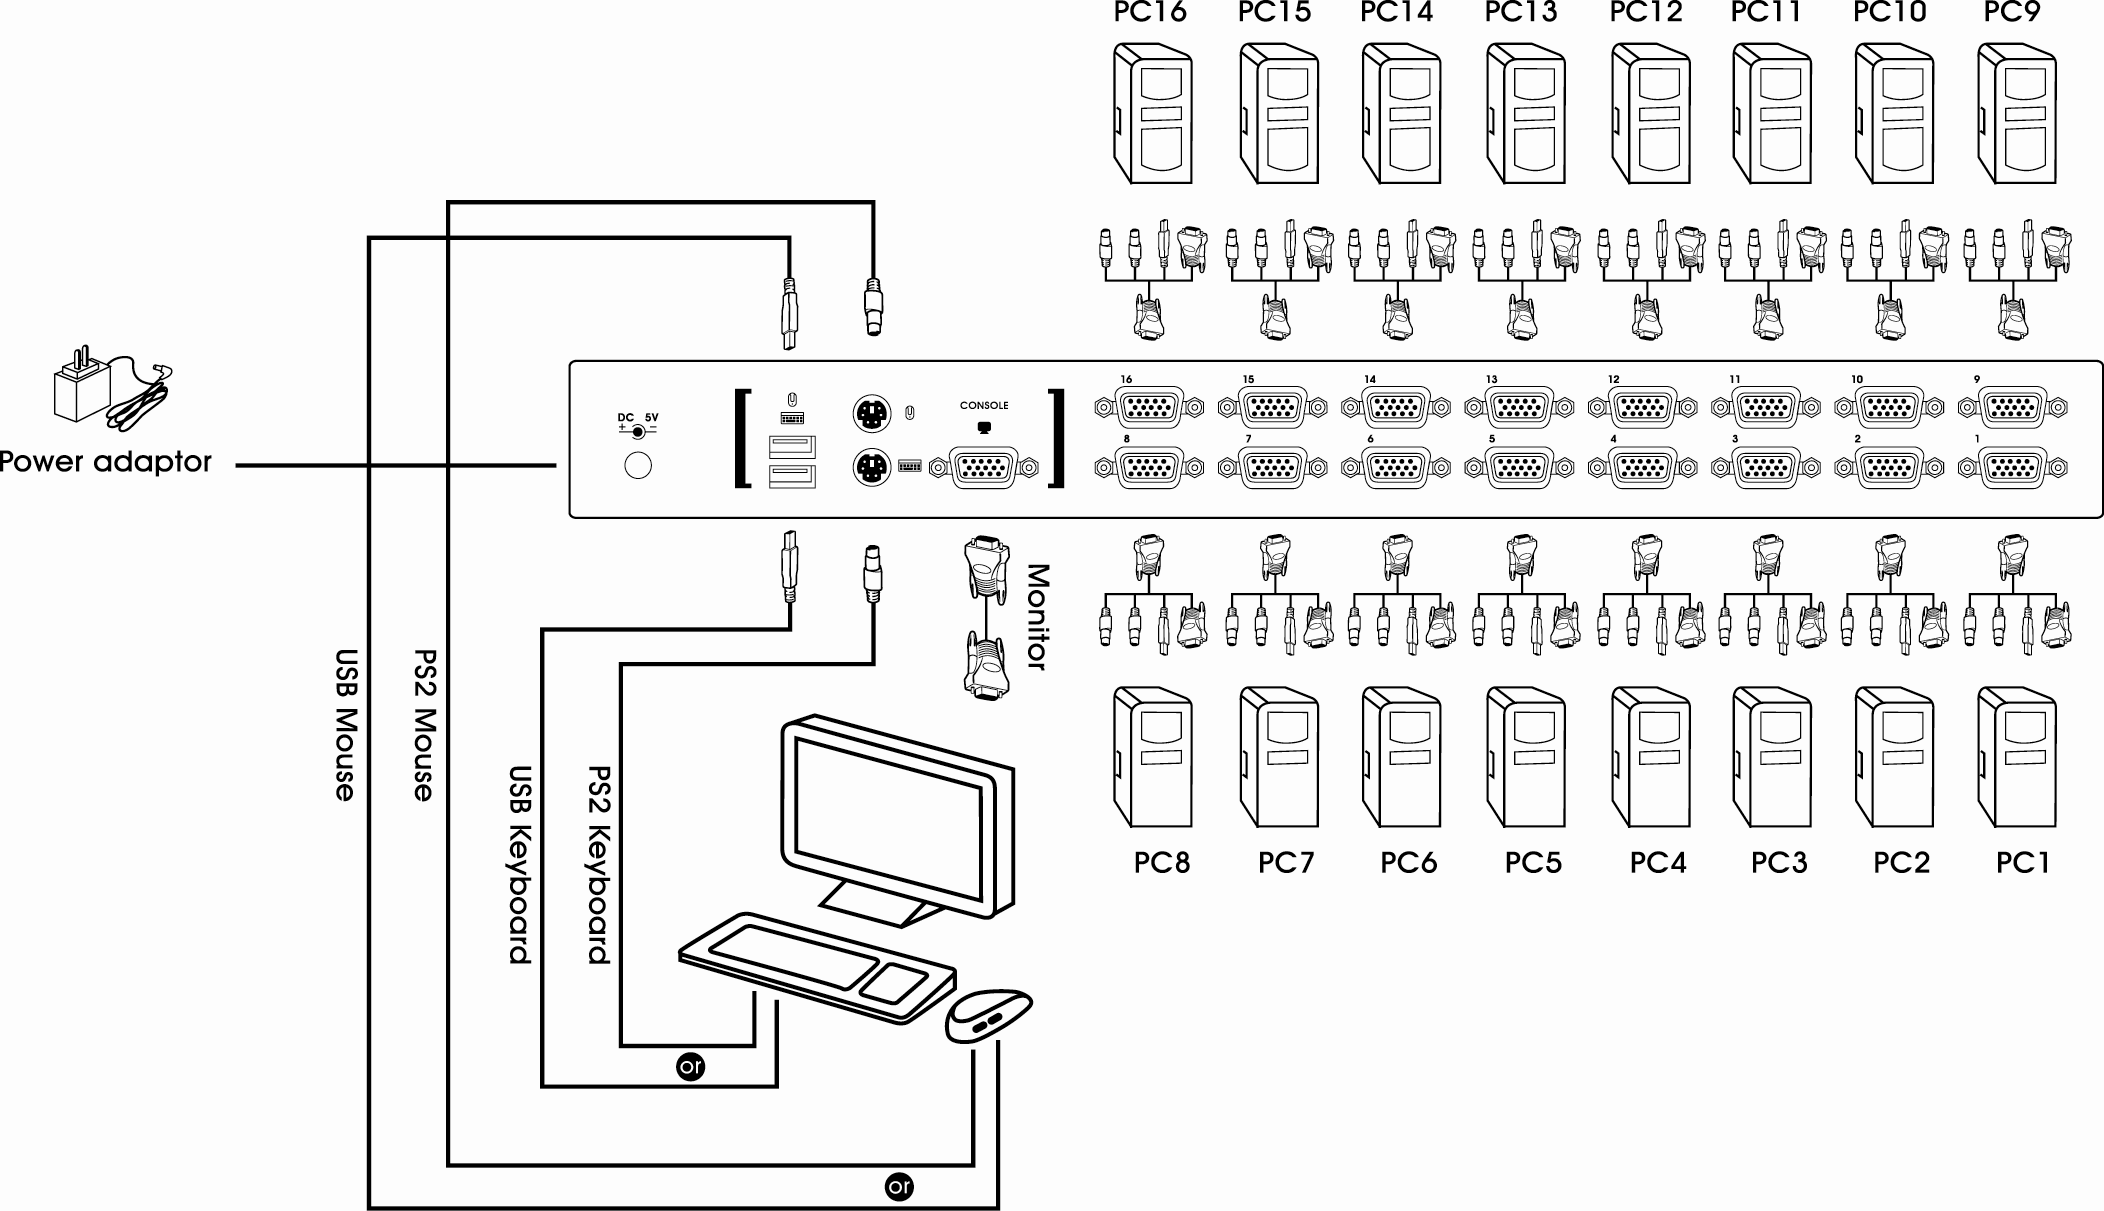 PC16 PC15 PC14 PC13 PC12 PC11 PC10 PC9
16 15 14 13 12 11 10 9
CONSOLE
DC 5V
+ −
8 7 6 5 4 3 2 1
Power adaptor
Monitor
USB Mouse
PS2 Mouse
USB Keyboard
PS2 Keyboard
PC8 PC7 PC6 PC5 PC4 PC3 PC2 PC1
or
or